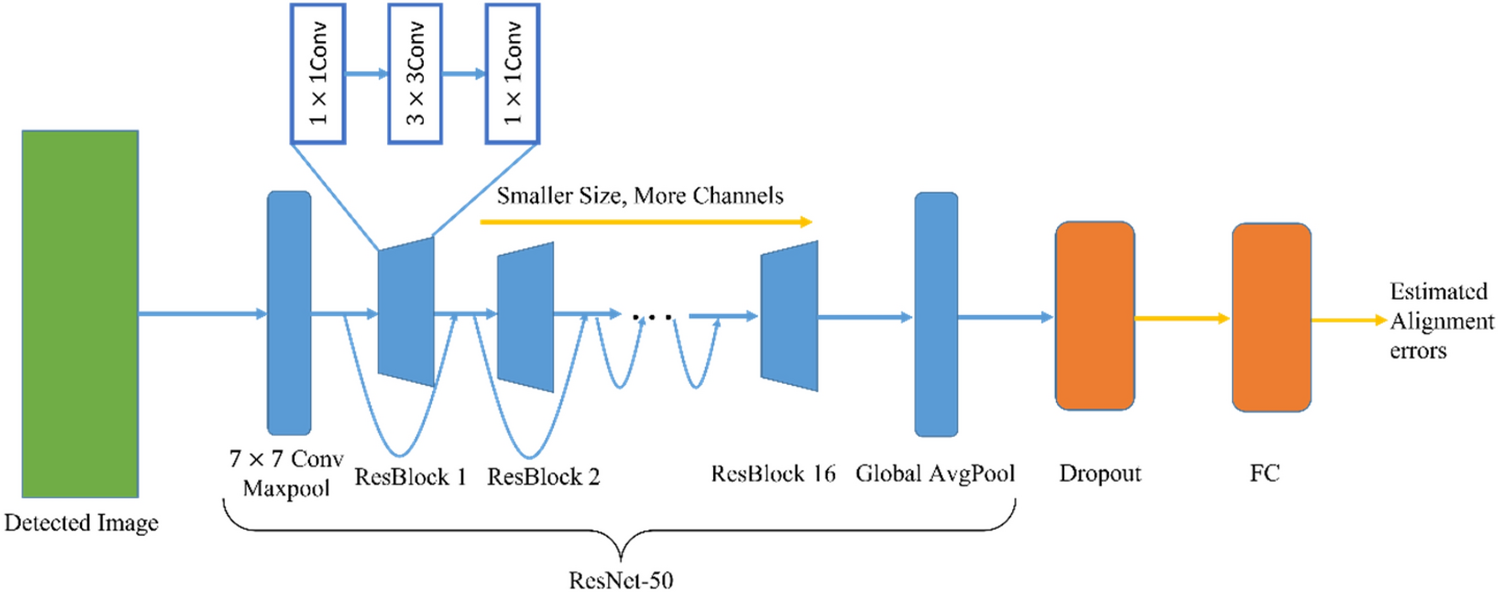 1 × 1Conv
3 × 3Conv
1 × 1Conv
Smaller Size, More Channels
Estimated
Alignment
errors
7 × 7 Conv
Maxpool
ResBlock 1
ResBlock 2
ResBlock 16
Global AvgPool
Dropout
FC
Detected Image
ResNet-50